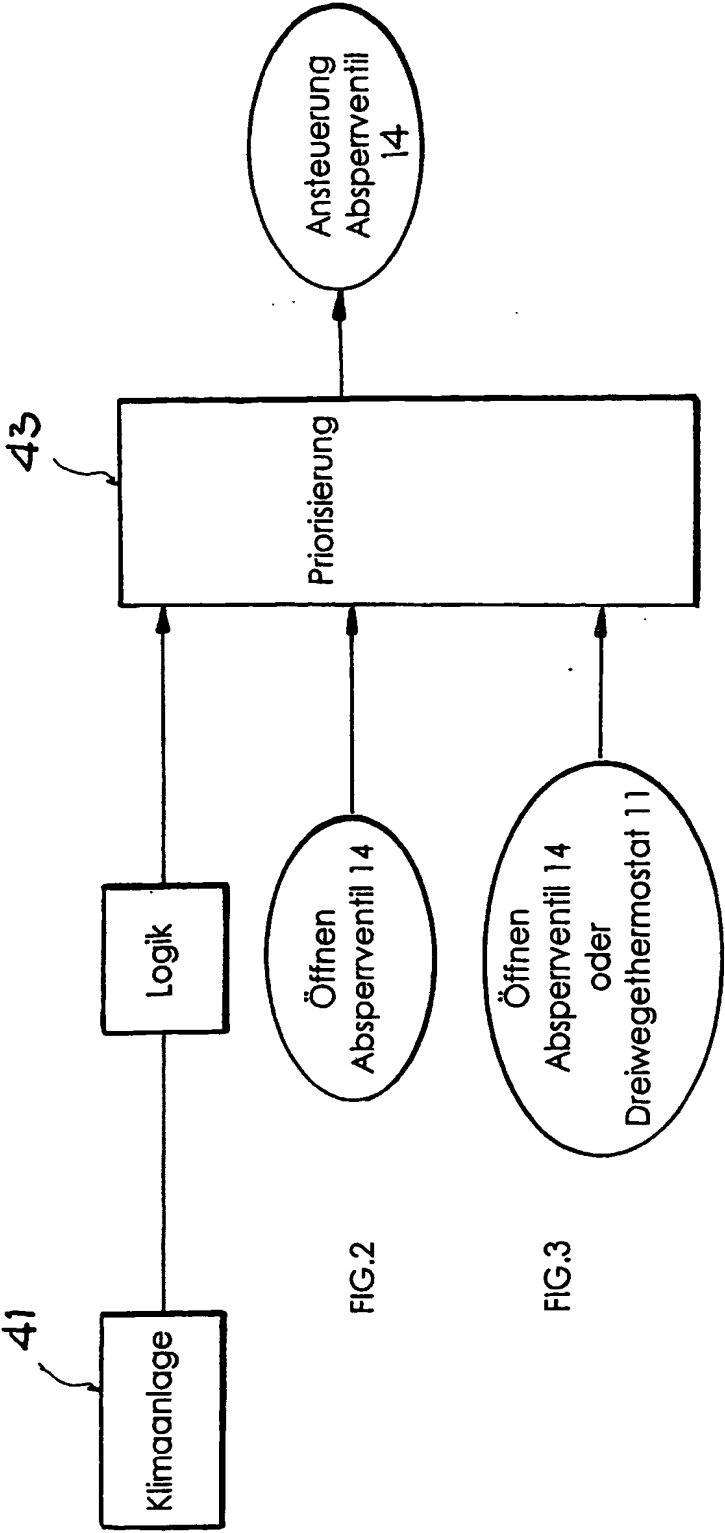 41
Klimaanlage
Logik
43
Priorisierung
Ansteuerung
Absperrventil
14
FIG.2
Öffnen
Absperrventil 14
FIG.3
Öffnen
Absperrventil 14
oder
Dreiwegethermostat 11